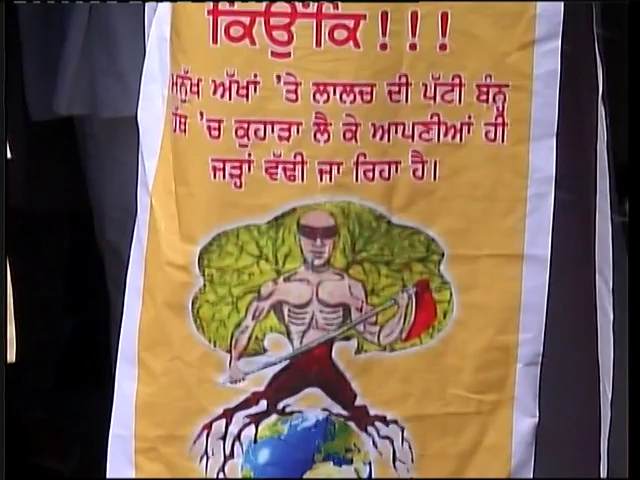 ਕਿਉਂਕਿ !!!
ਮਨੁੱਖ ਅੱਖਾਂ 'ਤੇ ਲਾਲਚ ਦੀ ਪੱਟੀ ਬੰਨ੍ਹ
ਹੱਥ 'ਚ ਕੁਹਾੜਾ ਲੈ ਕੇ ਆਪਣੀਆਂ ਹੀ
ਜੜ੍ਹਾਂ ਵੱਢੀ ਜਾ ਰਿਹਾ ਹੈ।